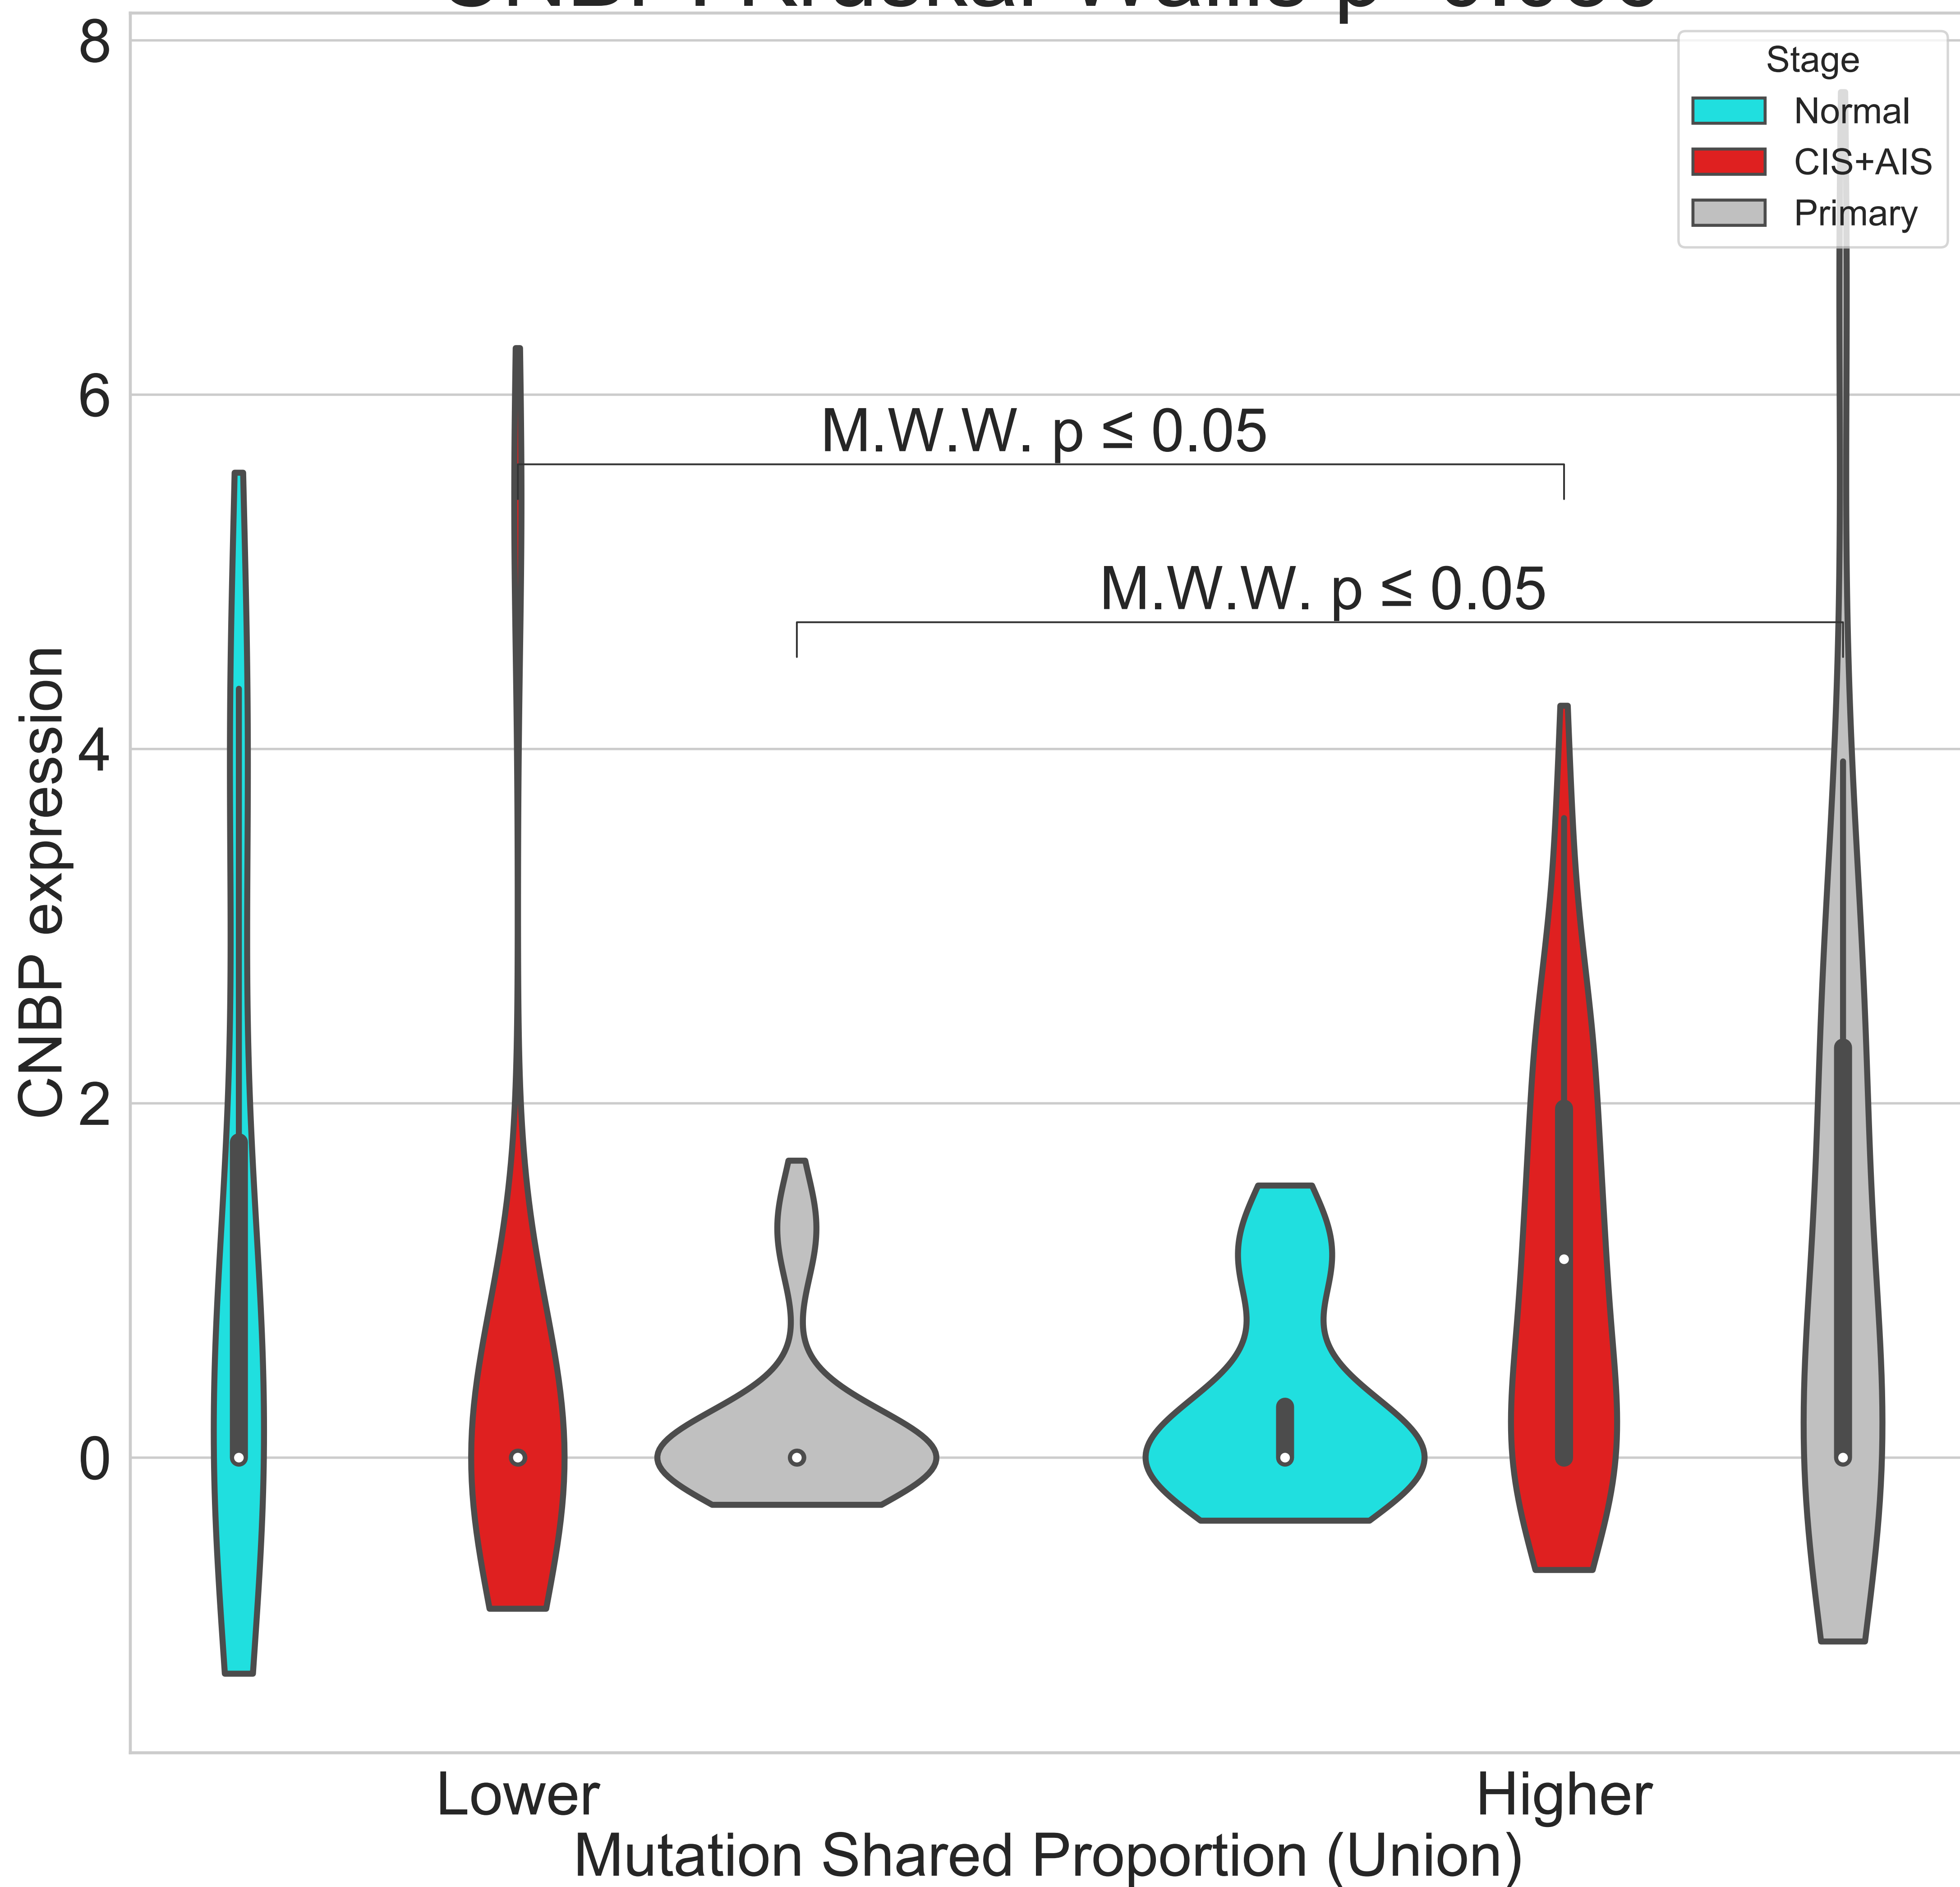 8
6
4
2
0
CNBP expression
Stage
Normal
CIS+AIS
Primary
M.W.W. p ≤ 0.05
M.W.W. p ≤ 0.05
Lower
Higher
Mutation Shared Proportion (Union)